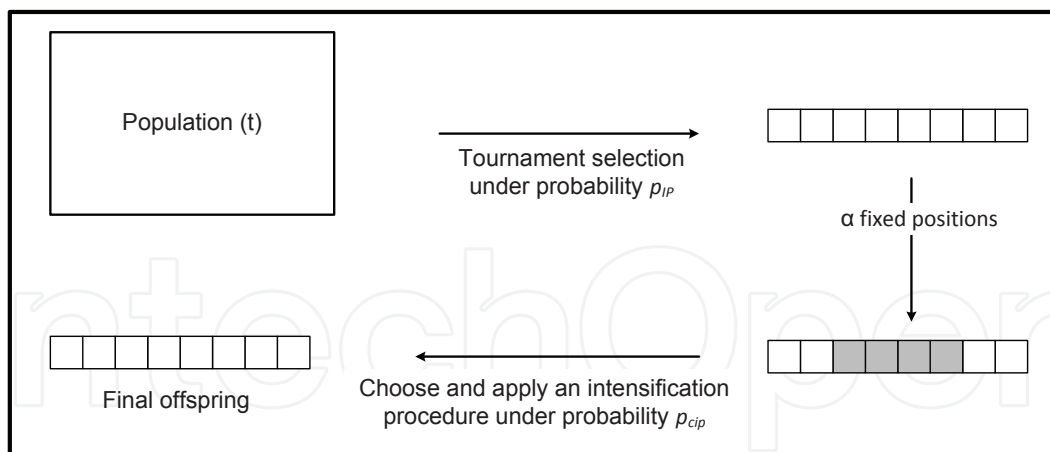 Population (t)
Tournament selection
under probability p_IP
α fixed positions
Choose and apply an intensification
procedure under probability p_cip
Final offspring
ntechOpen